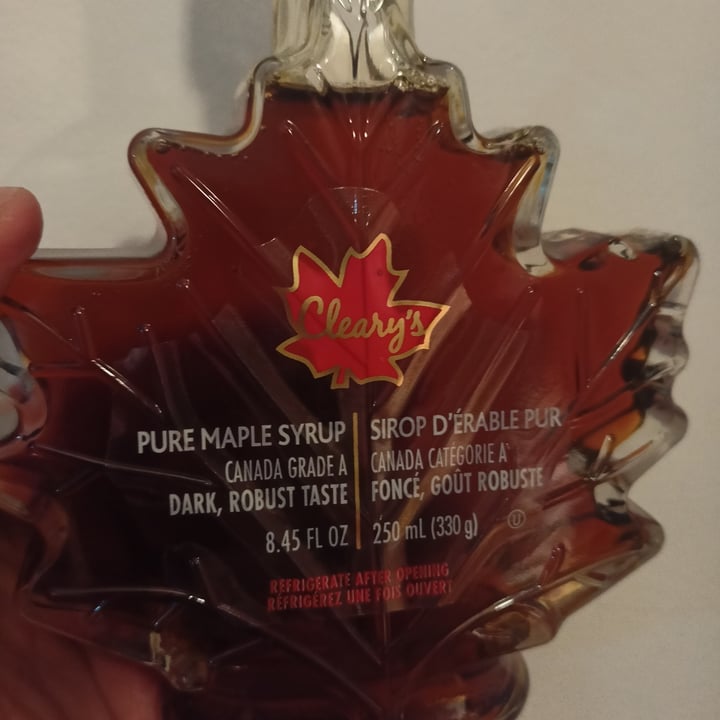 Cleary's
PURE MAPLE SYRUP
CANADA GRADE A
DARK, ROBUST TASTE
8.45 FL OZ
SIROP D'ÉRABLE PUR
CANADA CATÉGORIE A
FONCÉ, GOÛT ROBUSTE
250 mL (330 g)
U
REFRIGERATE AFTER OPENING
RÉFRIGÉREZ UNE FOIS OUVERT